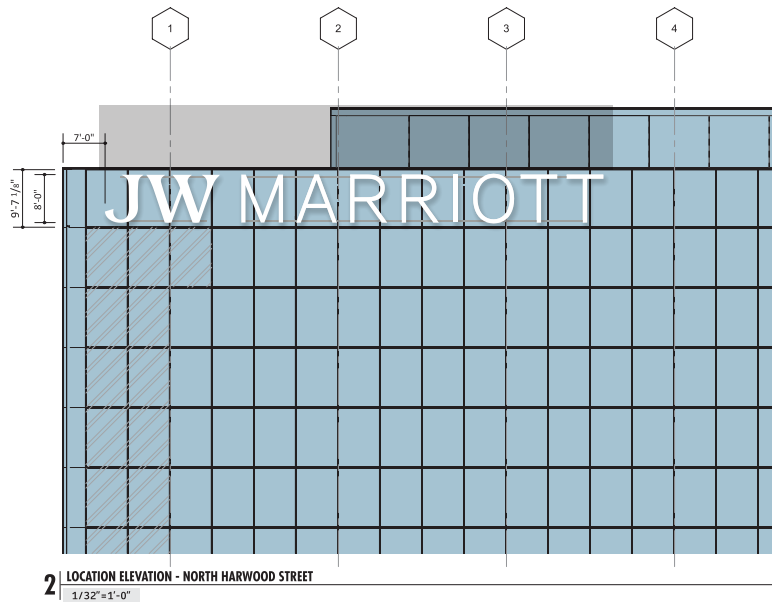 1 2 3 4
7'-0"
9'-7 1/8"
8'-0"
JW MARRIOTT
2 LOCATION ELEVATION - NORTH HARWOOD STREET
1/32"=1'-0"